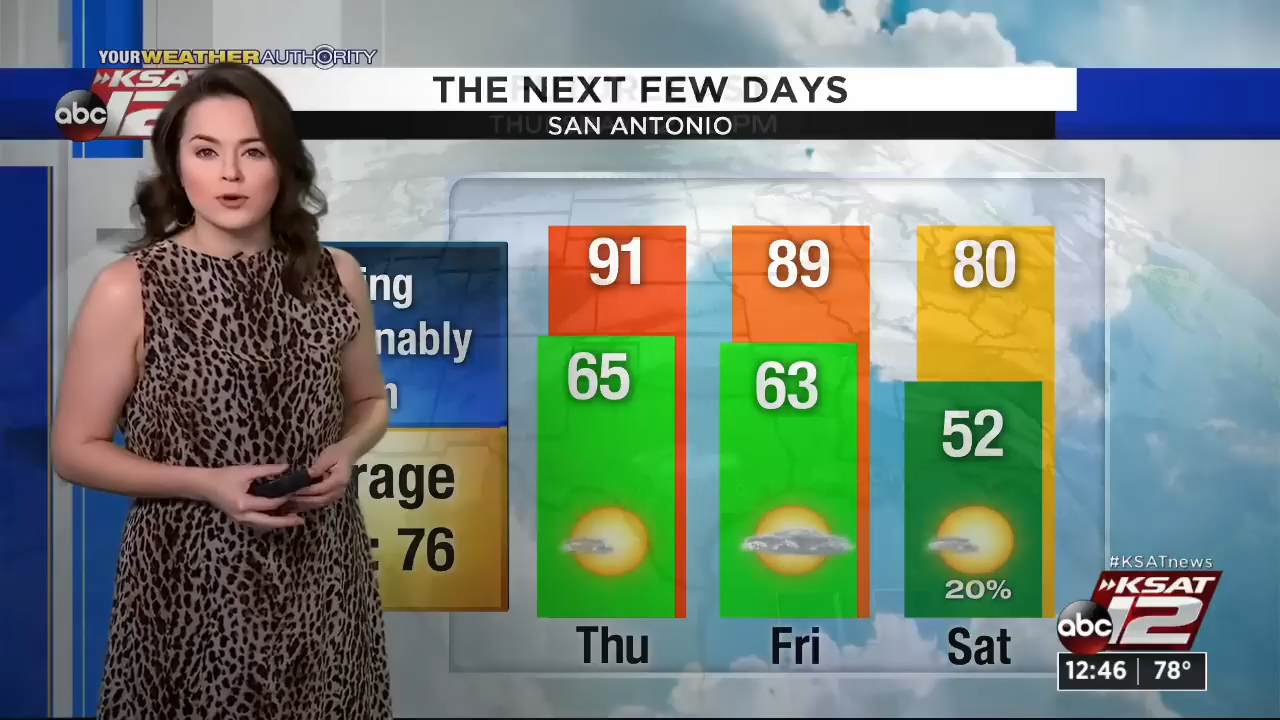 YOURWEATHERAUTHORITY
»KSAT
abc 12
THE NEXT FEW DAYS
SAN ANTONIO
ing
nably
n
rage
: 76
91 89 80
65 63 52
20%
Thu Fri Sat
#KSATnews
»KSAT
abc 12
12:46 78°